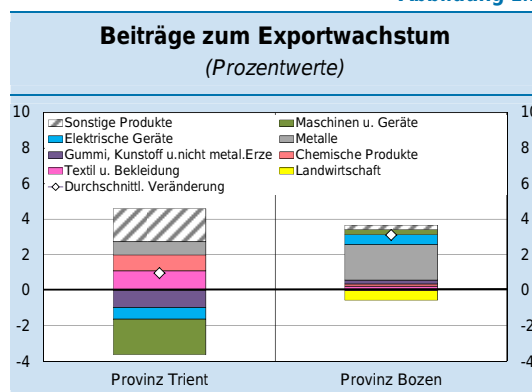 Beiträge zum Exportwachstum
(Prozentwerte)
10 10
8 8
6 6
4 4
2 2
0 0
-2 -2
-4 -4
Sonstige Produkte Maschinen u. Geräte
Elektrische Geräte Metalle
Gummi, Kunstoff u.nicht metal.Erze Chemische Produkte
Textil u. Bekleidung Landwirtschaft
Durchschnittl. Veränderung
Provinz Trient Provinz Bozen